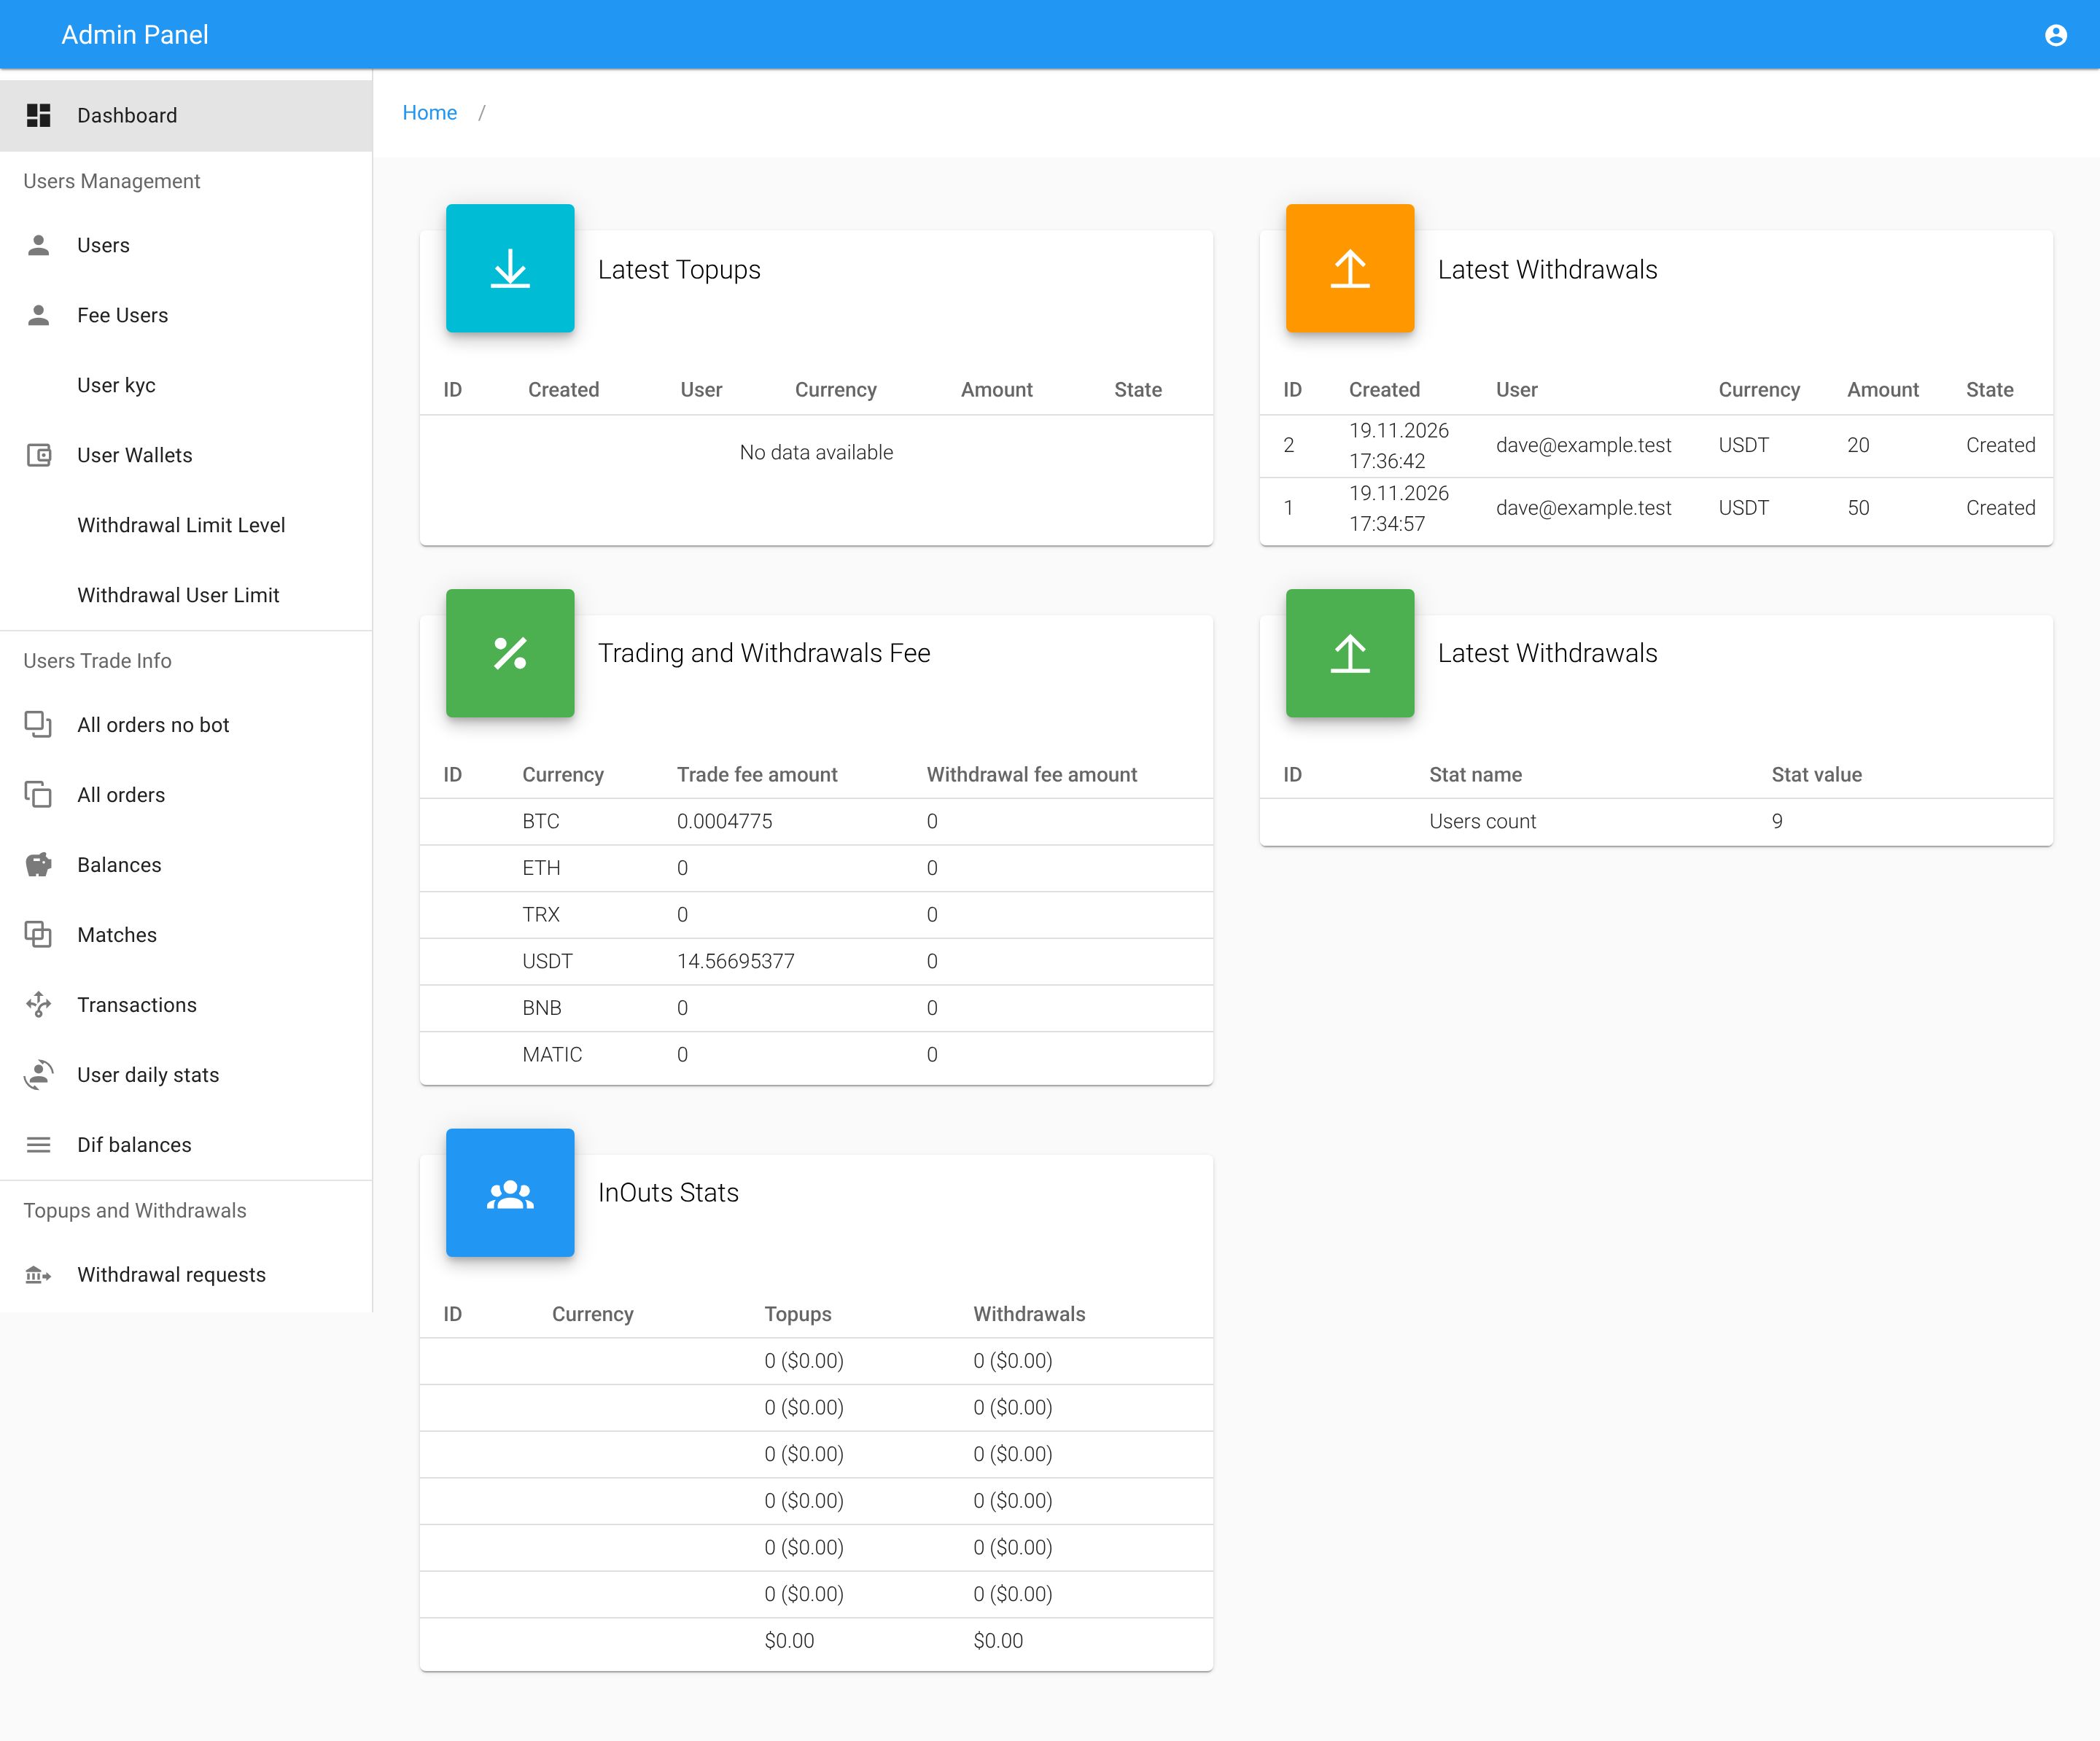 Admin Panel
Dashboard
Users Management
Users
Fee Users
User kyc
User Wallets
Withdrawal Limit Level
Withdrawal User Limit
Users Trade Info
All orders no bot
All orders
Balances
Matches
Transactions
User daily stats
Dif balances
Topups and Withdrawals
Withdrawal requests
Home /
Latest Topups
ID Created User Currency Amount State
No data available
Latest Withdrawals
ID Created User Currency Amount State
2 19.11.2026 17:36:42 dave@example.test USDT 20 Created
1 19.11.2026 17:34:57 dave@example.test USDT 50 Created
Trading and Withdrawals Fee
ID Currency Trade fee amount Withdrawal fee amount
BTC 0.0004775 0
ETH 0 0
TRX 0 0
USDT 14.56695377 0
BNB 0 0
MATIC 0 0
Latest Withdrawals
ID Stat name Stat value
Users count 9
InOuts Stats
ID Currency Topups Withdrawals
0 ($0.00) 0 ($0.00)
0 ($0.00) 0 ($0.00)
0 ($0.00) 0 ($0.00)
0 ($0.00) 0 ($0.00)
0 ($0.00) 0 ($0.00)
0 ($0.00) 0 ($0.00)
$0.00 $0.00